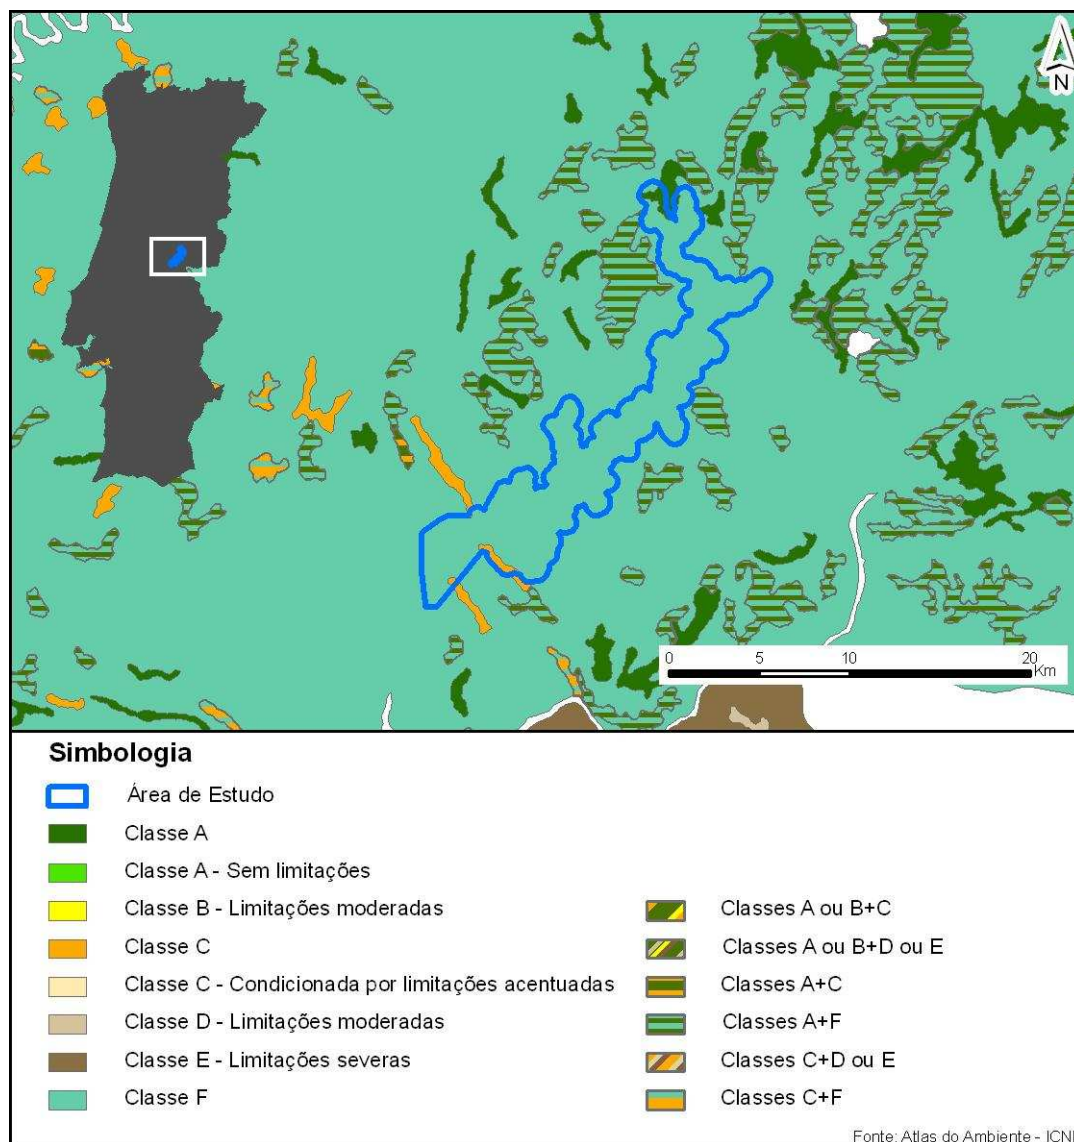 N
0 5 10 20
Km
Simbologia
Área de Estudo
Classe A
Classe A - Sem limitações
Classe B - Limitações moderadas
Classe C
Classe C - Condicionada por limitações acentuadas
Classe D - Limitações moderadas
Classe E - Limitações severas
Classe F
Classes A ou B+C
Classes A ou B+D ou E
Classes A+C
Classes A+F
Classes C+D ou E
Classes C+F
Fonte: Atlas do Ambiente - ICN